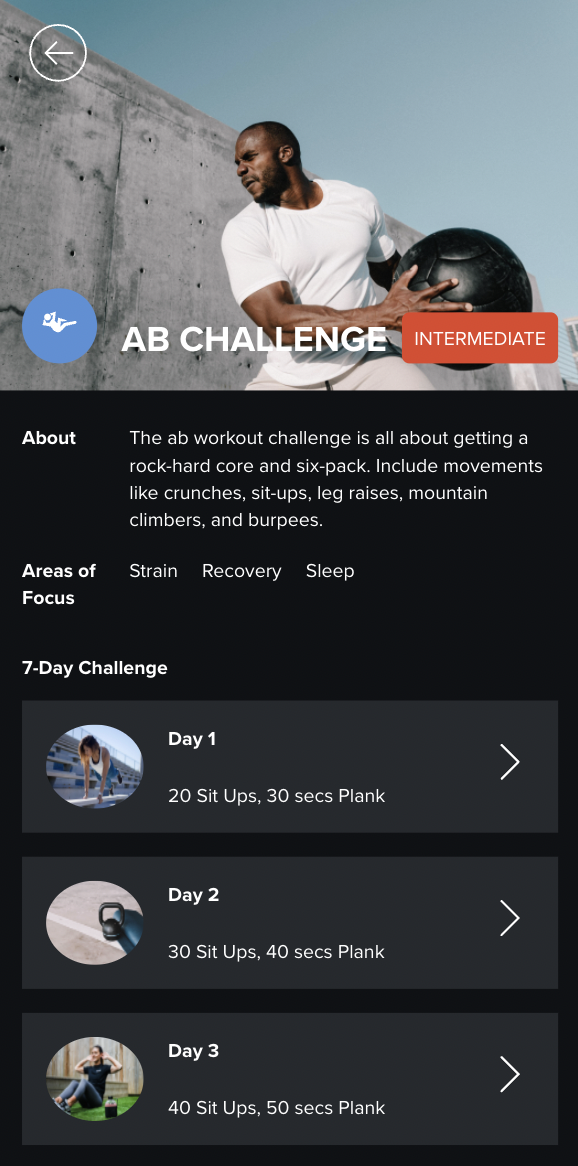 AB CHALLENGE
INTERMEDIATE
About
The ab workout challenge is all about getting a
rock-hard core and six-pack. Include movements
like crunches, sit-ups, leg raises, mountain
climbers, and burpees.
Areas of
Focus
Strain Recovery Sleep
7-Day Challenge
Day 1
20 Sit Ups, 30 secs Plank
Day 2
30 Sit Ups, 40 secs Plank
Day 3
40 Sit Ups, 50 secs Plank